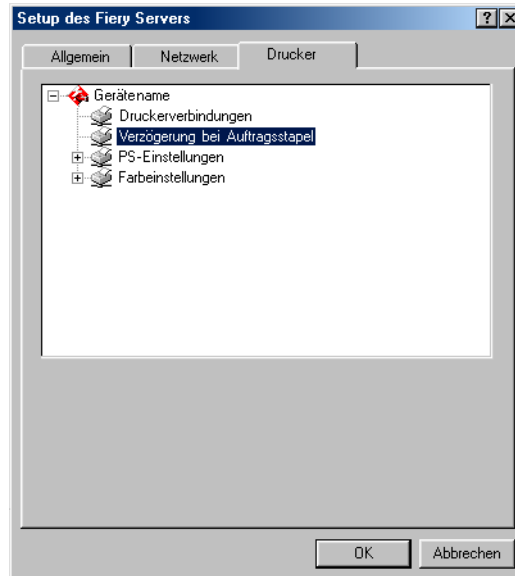 Setup des Fiery Servers
Allgemein
Netzwerk
Drucker
Gerätename
Druckerverbindungen
Verzögerung bei Auftragsstapel
PS-Einstellungen
Farbeinstellungen
OK
Abbrechen